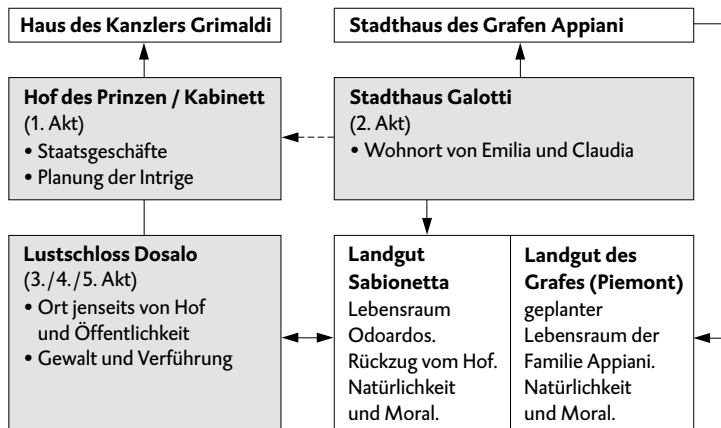 Haus des Kanzlers Grimaldi
Stadthaus des Grafen Appiani
Hof des Prinzen / Kabinett
(1. Akt)
• Staatsgeschäfte
• Planung der Intrige
Stadthaus Galotti
(2. Akt)
• Wohnort von Emilia und Claudia
Lustschloss Dosalo
(3./4./5. Akt)
• Ort jenseits von Hof
und Öffentlichkeit
• Gewalt und Verführung
Landgut
Sabionetta
Lebensraum
Odoardos.
Rückzug vom Hof.
Natürlichkeit
und Moral.
Landgut des
Grafes (Piemont)
geplanter
Lebensraum der
Familie Appiani.
Natürlichkeit
und Moral.